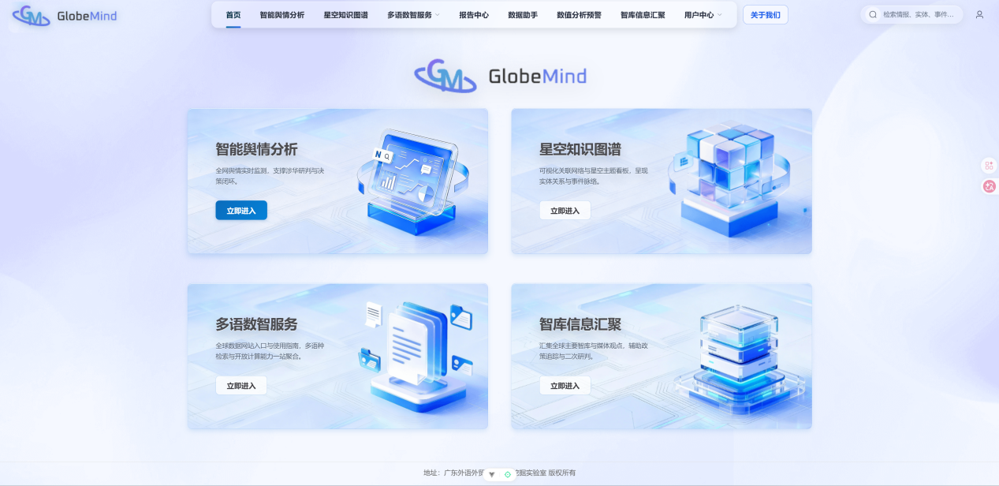 GM GlobeMind
首页 智能舆情分析 星空知识图谱 多语数智服务 报告中心 数据助手 数值分析预警 智库信息汇聚 用户中心 关于我们
检索情报、实体、事件...
GM GlobeMind
智能舆情分析
全网舆情实时监测，支撑涉华研判与决
策闭环。
立即进入
N
星空知识图谱
可视化关联网络与星空主题看板，呈现
实体关系与事件脉络。
立即进入
多语数智服务
全球数据网站入口与使用指南，多语种
检索与开放计算能力一站聚合。
立即进入
智库信息汇聚
汇集全球主要智库与媒体观点，辅助政
策追踪与二次研判。
立即进入
地址：广东外语外贸 挖掘实验室 版权所有